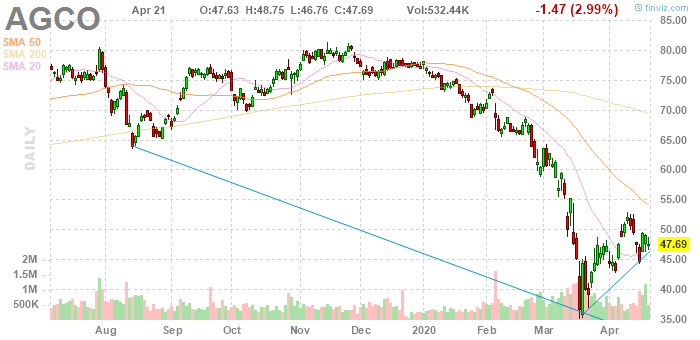 AGCO
Apr 21 O:47.63 H:48.75 L:46.76 C:47.69 Vol:532.44K
© finviz.com
-1.47 (2.99%)
SMA 50
SMA 200
SMA 20
DAILY
85.00
80.00
75.00
70.00
65.00
60.00
55.00
50.00
47.69
45.00
40.00
35.00
2M
1.5M
1M
500K
Aug Sep Oct Nov Dec 2020 Feb Mar Apr